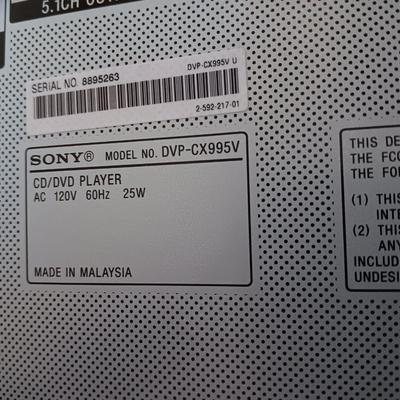 5.1CH OUT
SERIAL NO. 8895263
DVP-CX995V U
2-592-217-01
SONY® MODEL NO. DVP-CX995V
CD/DVD PLAYER
AC 120V 60Hz 25W
MADE IN MALAYSIA
THIS DE
THE FCC
THE FO
(1) THIS
INTE
(2) THIS
ANY
INCLUD
UNDESI